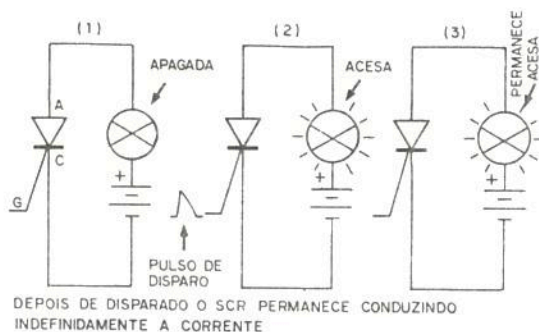 (1)
(2)
(3)
APAGADA
ACESA
PERMANECE
ACESA
A
C
G
+
+
+
PULSO DE
DISPARO
DEPOIS DE DISPARADO O SCR PERMANECE CONDUZINDO
INDEFINIDAMENTE A CORRENTE